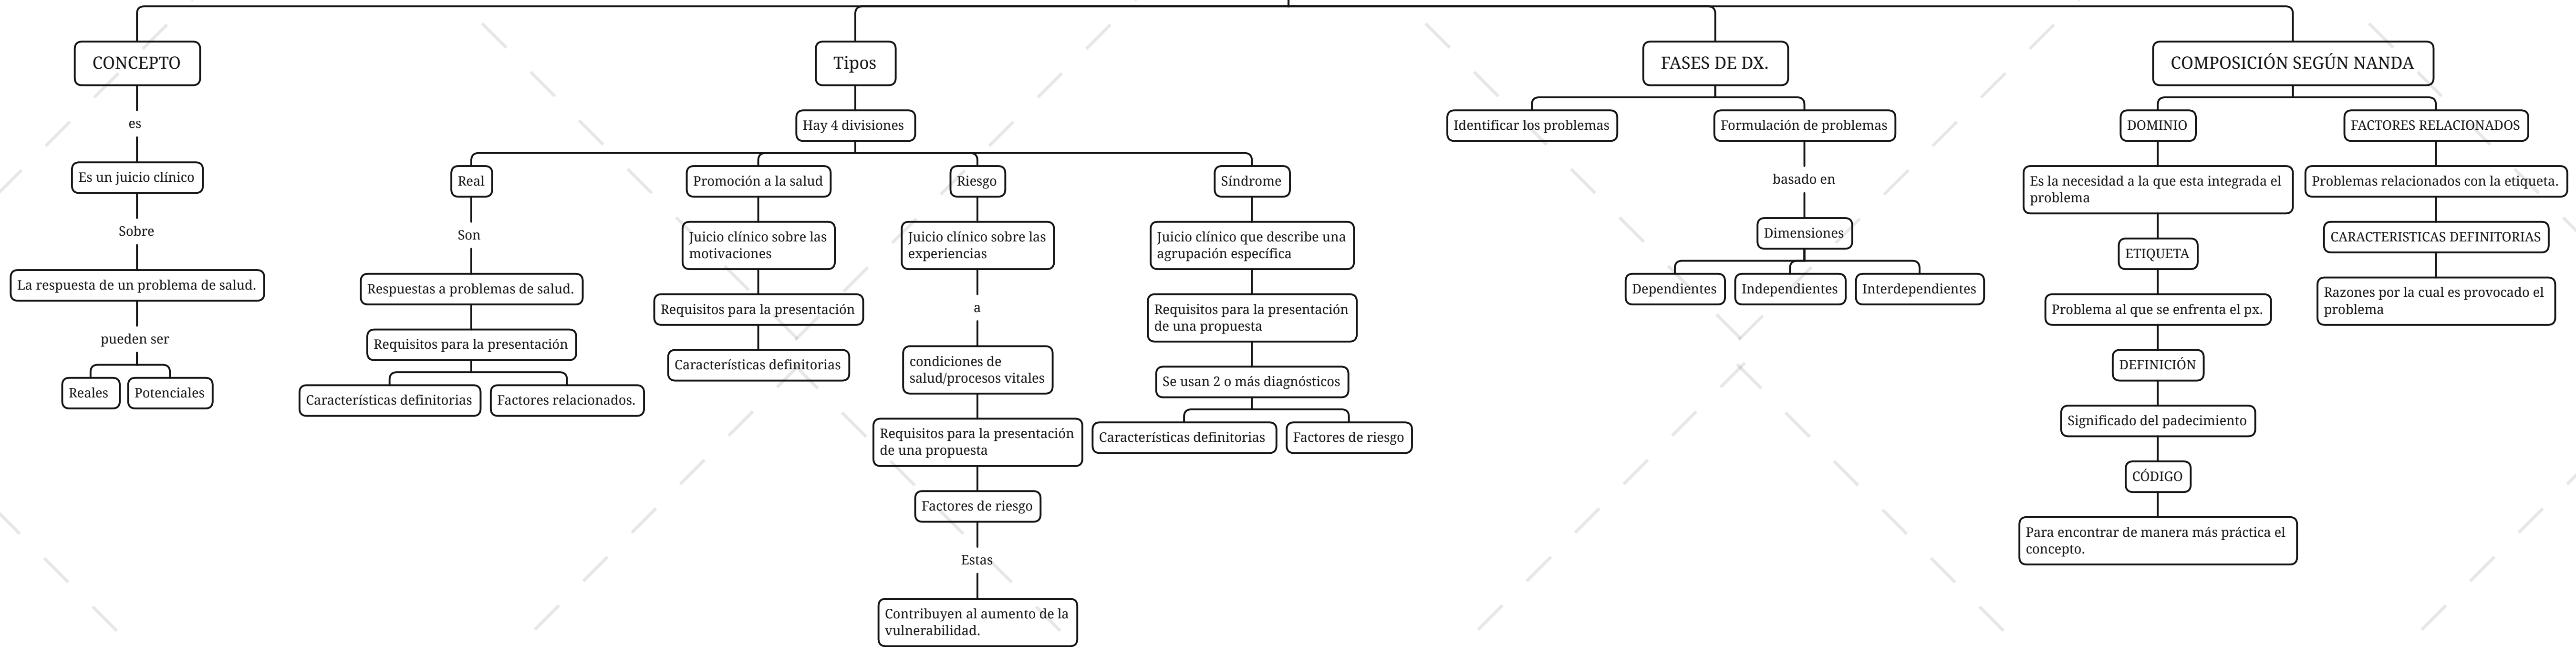 CONCEPTO
es
Es un juicio clínico
Sobre
La respuesta de un problema de salud.
pueden ser
Reales
Potenciales
Tipos
Hay 4 divisiones
Real
Son
Respuestas a problemas de salud.
Requisitos para la presentación
Características definitorias
Factores relacionados.
Promoción a la salud
Juicio clínico sobre las
motivaciones
Requisitos para la presentación
Características definitorias
Riesgo
Juicio clínico sobre las
experiencias
a
condiciones de
salud/procesos vitales
Requisitos para la presentación
de una propuesta
Factores de riesgo
Estas
Contribuyen al aumento de la
vulnerabilidad.
Síndrome
Juicio clínico que describe una
agrupación específica
Requisitos para la presentación
de una propuesta
Se usan 2 o más diagnósticos
Características definitorias
Factores de riesgo
FASES DE DX.
Identificar los problemas
Formulación de problemas
basado en
Dimensiones
Dependientes
Independientes
Interdependientes
COMPOSICIÓN SEGÚN NANDA
DOMINIO
Es la necesidad a la que esta integrada el
problema
ETIQUETA
Problema al que se enfrenta el px.
DEFINICIÓN
Significado del padecimiento
CÓDIGO
Para encontrar de manera más práctica el
concepto.
FACTORES RELACIONADOS
Problemas relacionados con la etiqueta.
CARACTERISTICAS DEFINITORIAS
Razones por la cual es provocado el
problema